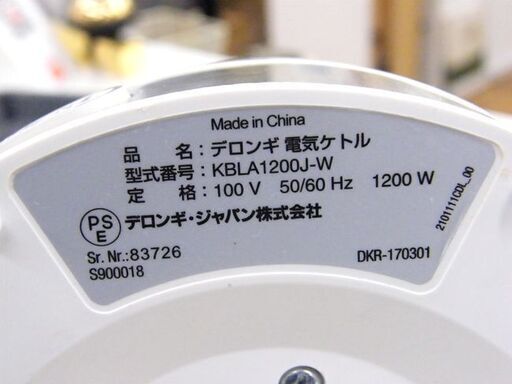 Made in China
品 名：デロンギ 電気ケトル
型式番号：KBLA1200J-W
定 格：100 V 50/60 Hz 1200 W
PS
E
デロンギ・ジャパン株式会社
Sr. Nr.:83726
S900018
DKR-170301
2101111CDL_00